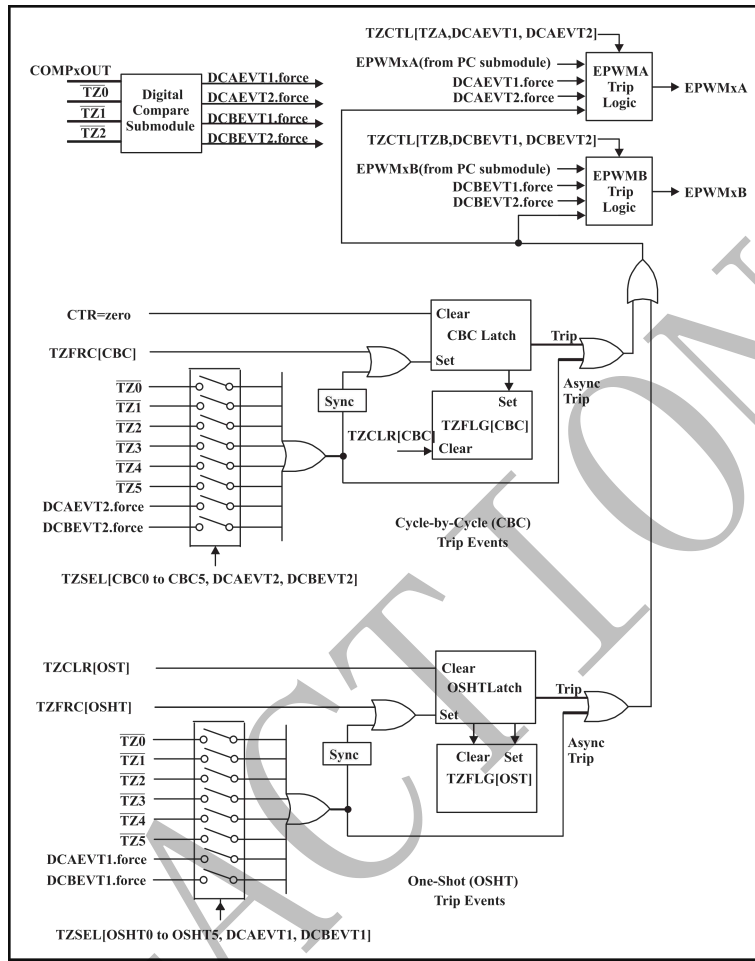 TZCTL[TZA,DCAEVT1, DCAEVT2]
COMPxOUT
TZ0
TZ1
TZ2
Digital
Compare
Submodule
DCAEVT1.force
DCAEVT2.force
DCBEVT1.force
DCBEVT2.force
EPWMxA(from PC submodule)
DCAEVT1.force
DCAEVT2.force
EPWMA
Trip
Logic
EPWMxA
TZCTL[TZB,DCBEVT1, DCBEVT2]
EPWMxB(from PC submodule)
DCBEVT1.force
DCBEVT2.force
EPWMB
Trip
Logic
EPWMxB
CTR=zero
Clear
CBC Latch
Set
Trip
TZFRC[CBC]
Async
Trip
Sync
Set
TZFLG[CBC]
Clear
TZCLR[CBC]
TZ0
TZ1
TZ2
TZ3
TZ4
TZ5
DCAEVT2.force
DCBEVT2.force
Cycle-by-Cycle (CBC)
Trip Events
TZSEL[CBC0 to CBC5, DCAEVT2, DCBEVT2]
TZCLR[OST]
Clear
OSHTLatch
Set
Trip
TZFRC[OSHT]
Async
Trip
Sync
Clear Set
TZFLG[OST]
TZ0
TZ1
TZ2
TZ3
TZ4
TZ5
DCAEVT1.force
DCBEVT1.force
One-Shot (OSHT)
Trip Events
TZSEL[OSHT0 to OSHT5, DCAEVT1, DCBEVT1]
ACTION